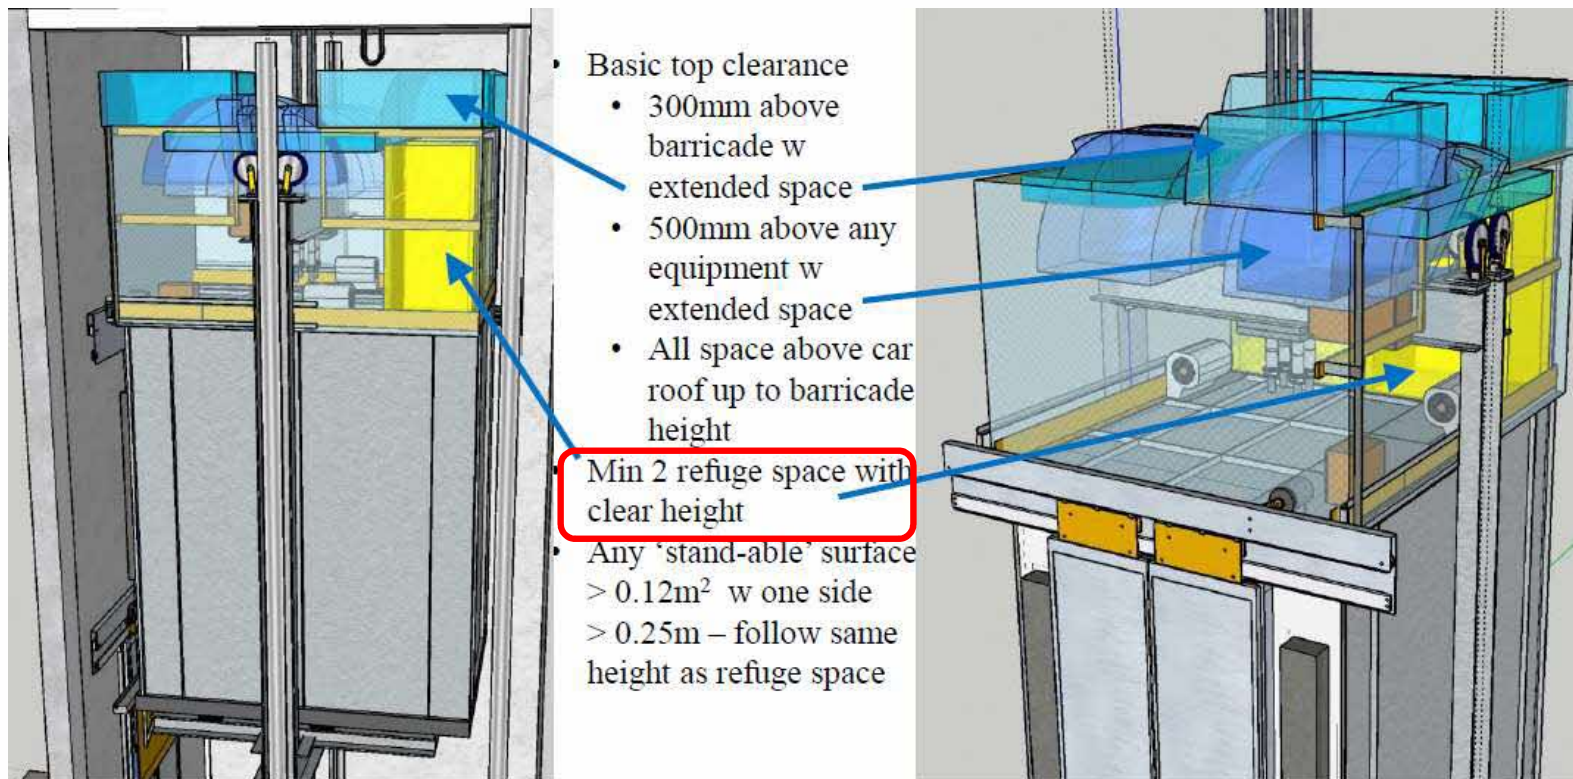 • Basic top clearance
• 300mm above
barricade w
extended space
• 500mm above any
equipment w
extended space
• All space above car
roof up to barricade
height
Min 2 refuge space with
clear height
• Any ‘stand-able’ surface
> 0.12m² w one side
> 0.25m – follow same
height as refuge space